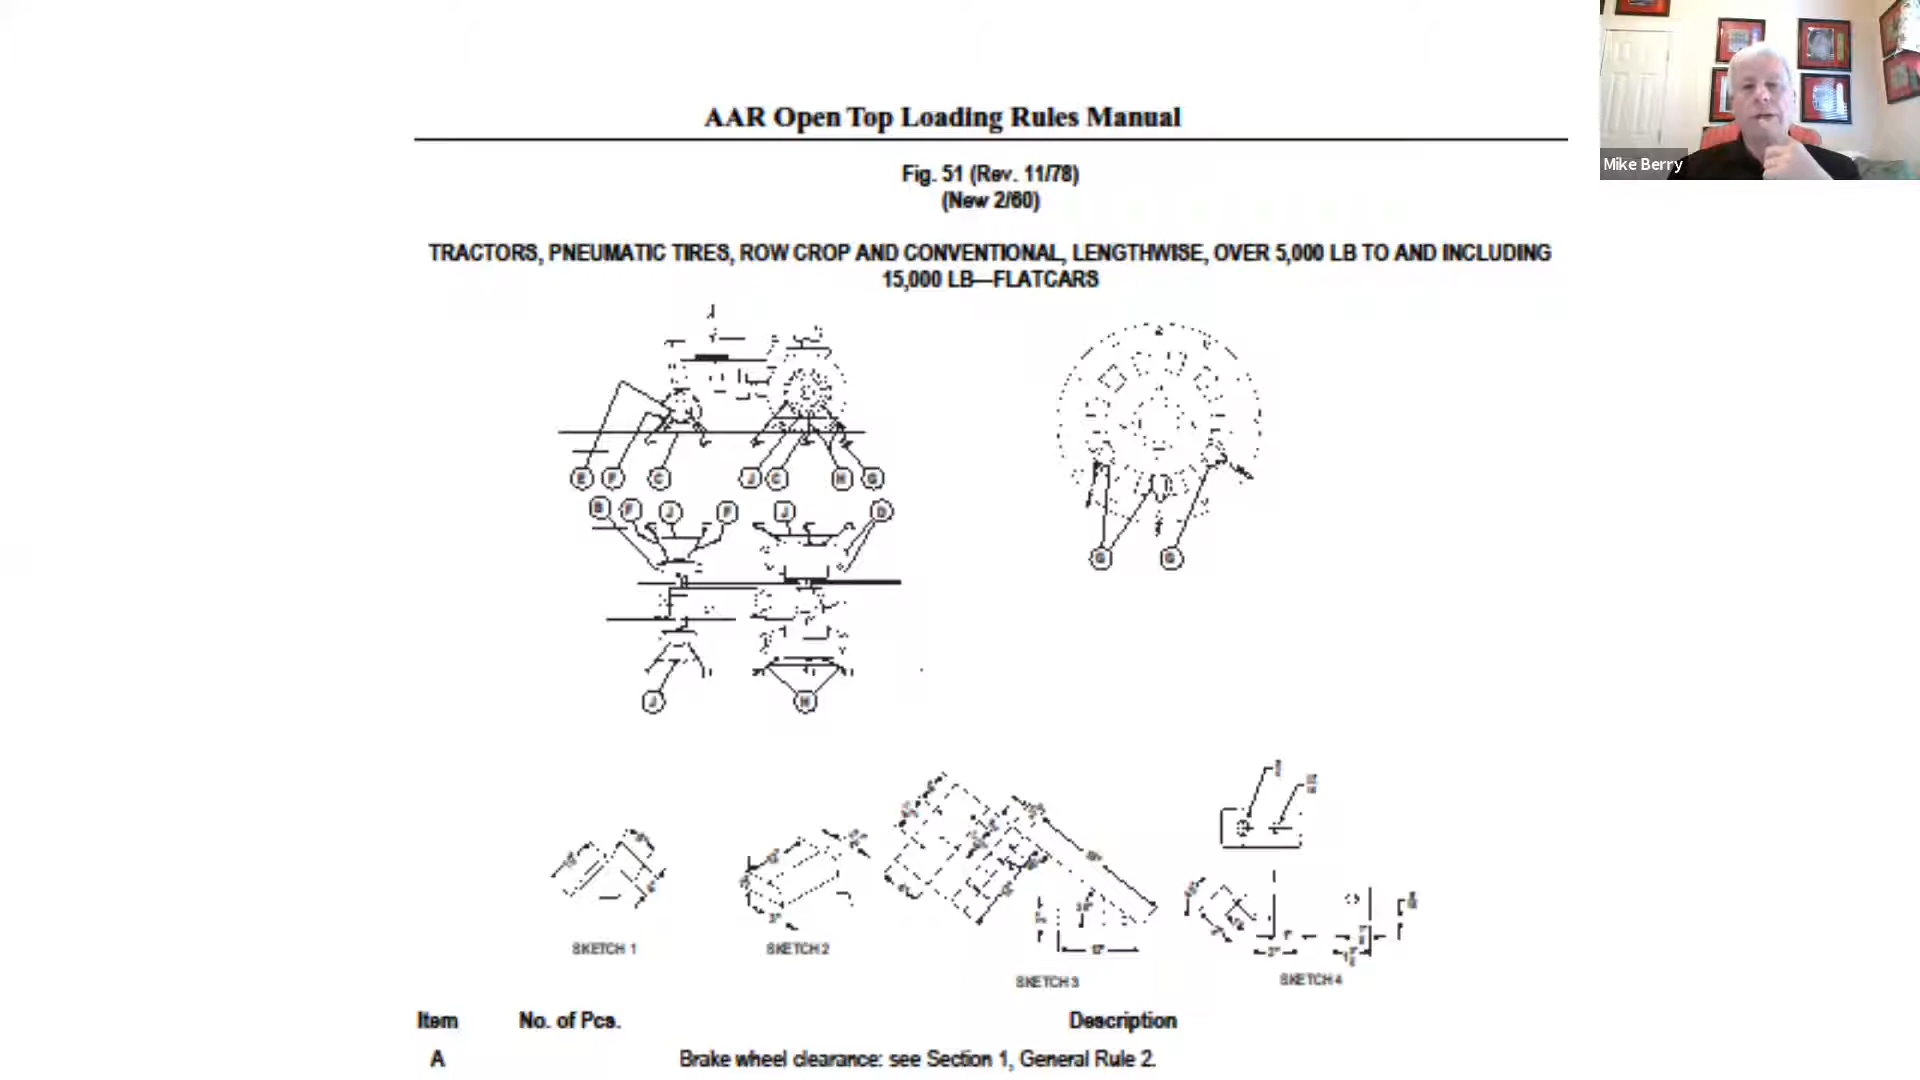 AAR Open Top Loading Rules Manual
Mike Berry
Fig. 51 (Rev. 11/78)
(New 2/60)
TRACTORS, PNEUMATIC TIRES, ROW CROP AND CONVENTIONAL, LENGTHWISE, OVER 5,000 LB TO AND INCLUDING
15,000 LB—FLATCARS
E F C J C H G
B F J F J D
G G
J H
SKETCH 1
SKETCH 2
SKETCH 3
SKETCH 4
Item No. of Pcs. Description
A Brake wheel clearance: see Section 1, General Rule 2.